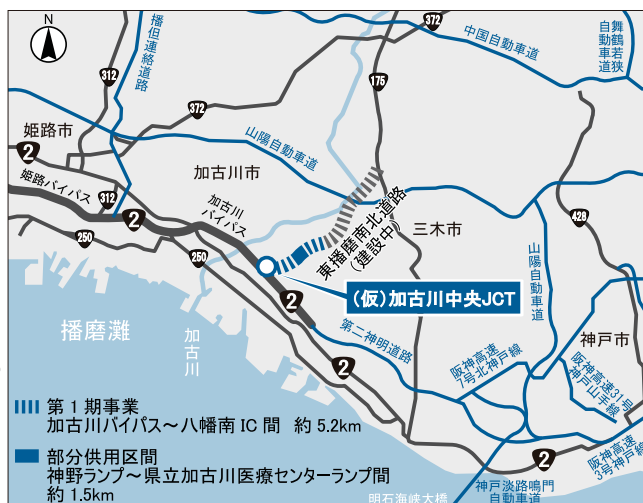 N
372
中国自動車道
舞鶴若狭
自動車道
播但連絡道路
312
175
372
姫路市
2
山陽自動車道
加古川市
姫路バイパス
312
2
加古川
バイパス
東播磨南北道路
(建設中)
三木市
428
250
250
山陽自動車道
(仮)加古川中央JCT
2
播磨灘
加古川
第二神明道路
2
神戸市
阪神高速
7号北神戸線
阪神高速31号
神戸山手線
第1期事業
加古川バイパス~八幡南IC間 約5.2km
部分供用区間
神野ランプ~県立加古川医療センターランプ間
約1.5km
2
阪神高速
3号神戸線
明石海峡大橋
神戸淡路鳴門
自動車道